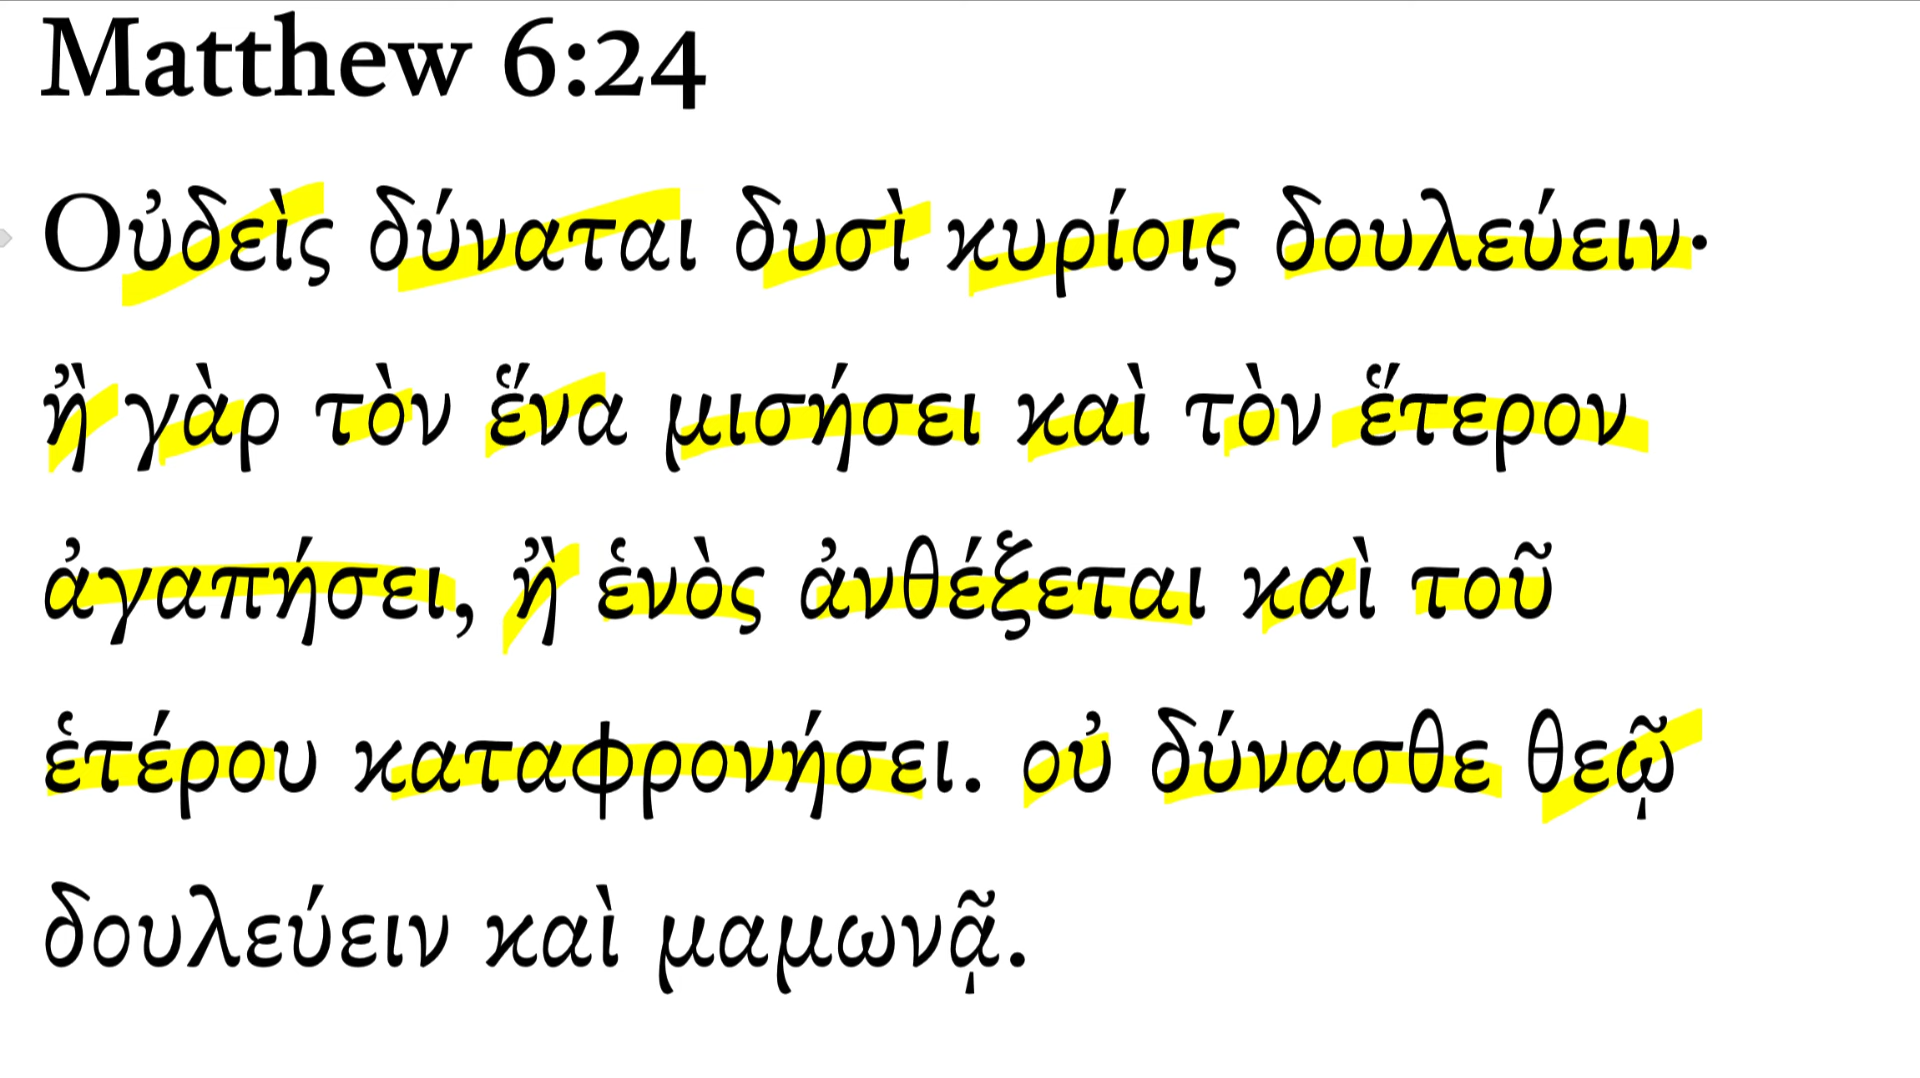 Matthew 6:24
Οὐδεὶς δύναται δυσὶ κυρίοις δουλεύειν·
ἢ γὰρ τὸν ἕνα μισήσει καὶ τὸν ἕτερον
ἀγαπήσει, ἢ ἑνὸς ἀνθέξεται καὶ τοῦ
ἑτέρου καταφρονήσει. οὐ δύνασθε θεῷ
δουλεύειν καὶ μαμωνᾷ.